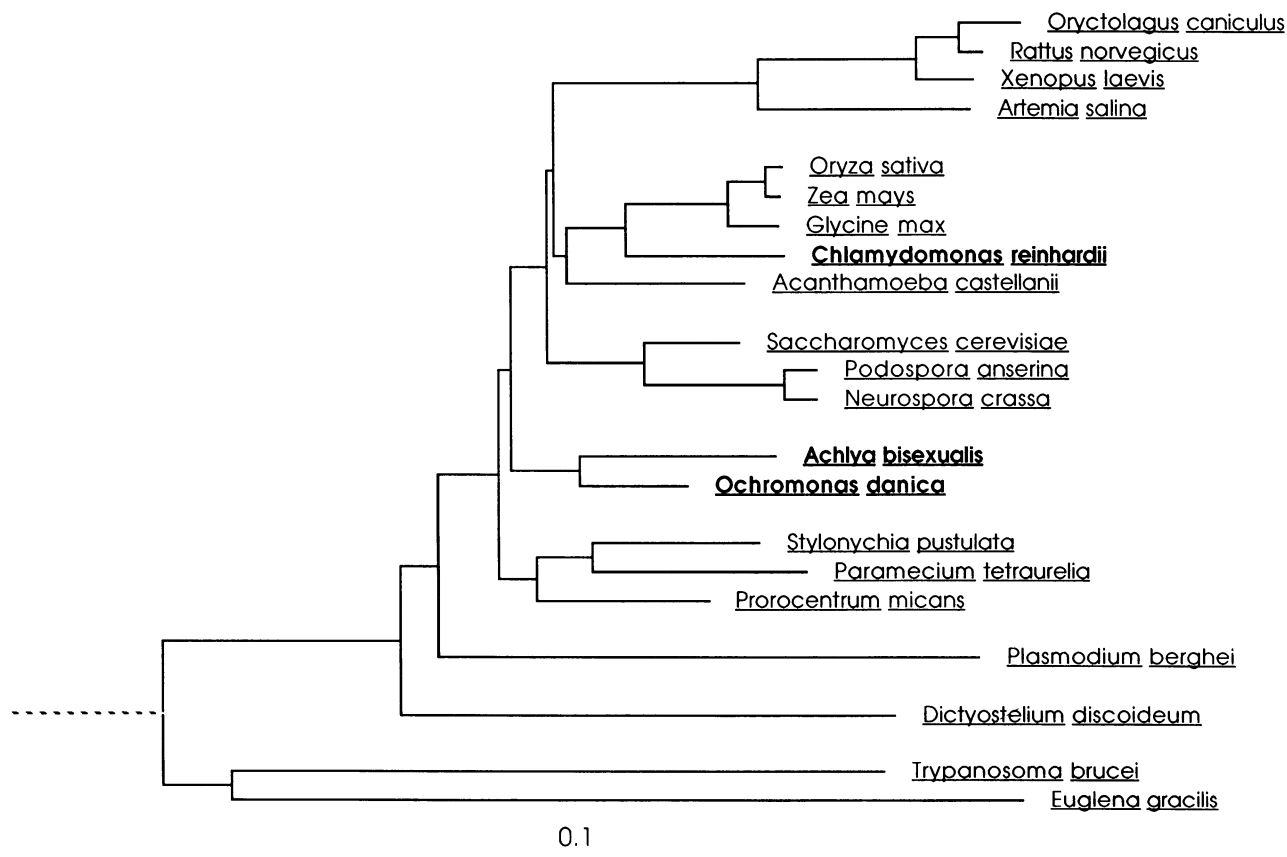 Oryctolagus caniculus
Rattus norvegicus
Xenopus laevis
Artemia salina
Oryza sativa
Zea mays
Glycine max
Chlamydomonas reinhardii
Acanthamoeba castellanii
Saccharomyces cerevisiae
Podospora anserina
Neurospora crassa
Achlya bisexualis
Ochromonas danica
Stylonychia pustulata
Paramecium tetraurelia
Prorocentrum micans
Plasmodium berghei
Dictyostelium discoideum
Trypanosoma brucei
Euglena gracilis
0.1